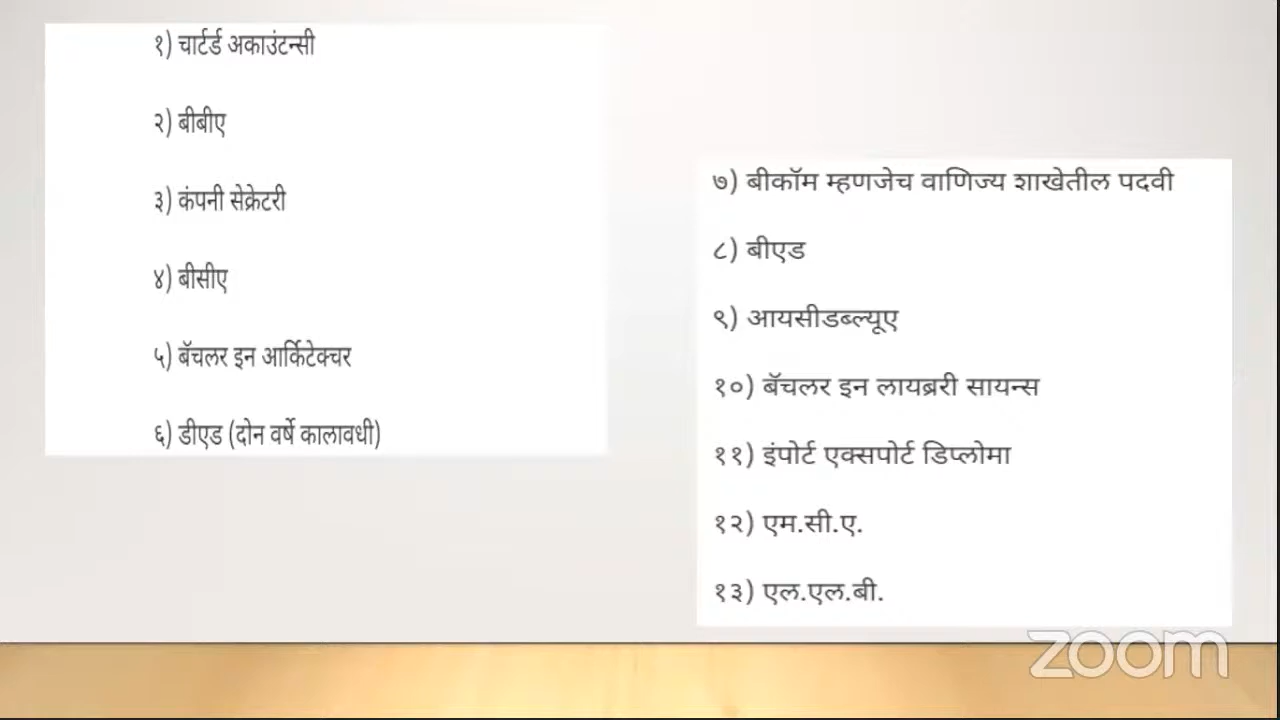 १) चार्टर्ड अकाउंटन्सी
२) बीबीए
३) कंपनी सेक्रेटरी
४) बीसीए
५) बॅचलर इन आर्किटेक्चर
६) डीएड (दोन वर्षे कालावधी)
७) बीकॉम म्हणजेच वाणिज्य शाखेतील पदवी
८) बीएड
९) आयसीडब्ल्यूए
१०) बॅचलर इन लायब्ररी सायन्स
११) इंपोर्ट एक्सपोर्ट डिप्लोमा
१२) एम.सी.ए.
१३) एल.एल.बी.
zoom